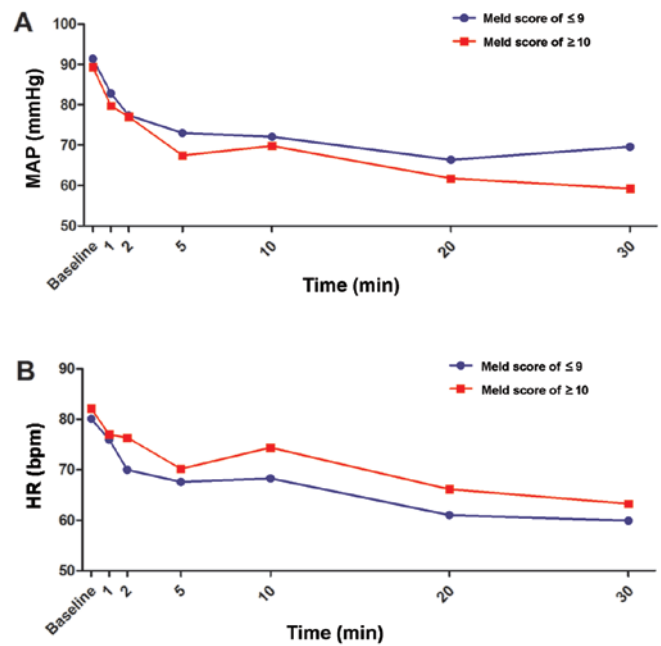 A
Meld score of ≤ 9
Meld score of ≥ 10
MAP (mmHg)
100
90
80
70
60
50
Baseline 1 2 5 10 20 30
Time (min)
B
Meld score of ≤ 9
Meld score of ≥ 10
HR (bpm)
90
80
70
60
50
Baseline 1 2 5 10 20 30
Time (min)